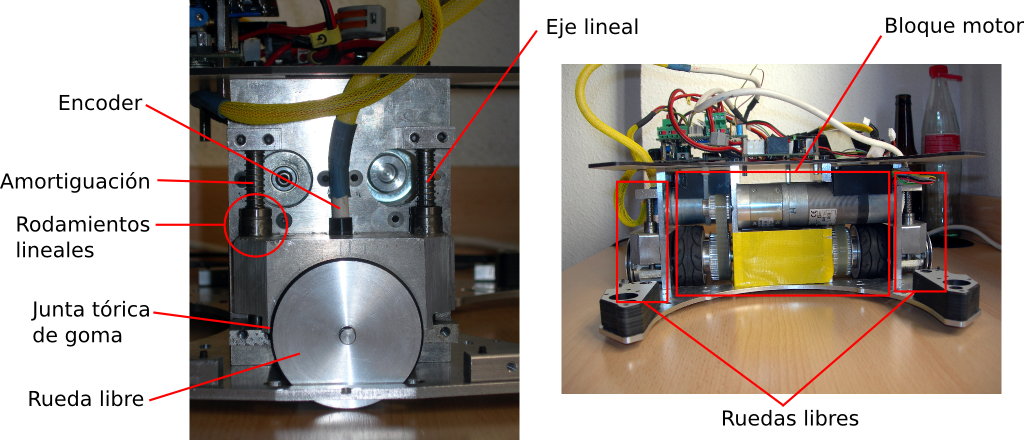 Eje lineal
Encoder
Amortiguación
Rodamientos
lineales
Junta tórica
de goma
Rueda libre
Bloque motor
Ruedas libres